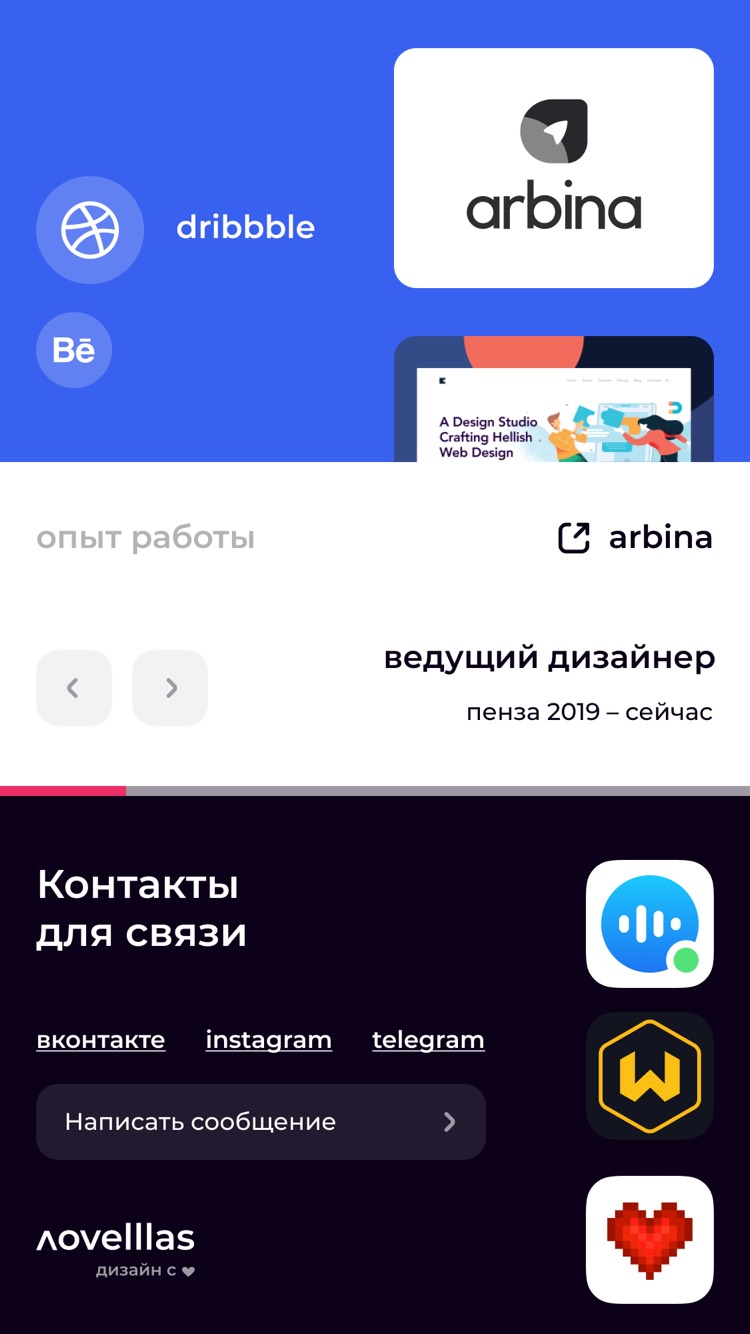 arbina
dribbble
Bē
A Design Studio
Crafting Hellish
Web Design
опыт работы
arbina
ведущий дизайнер
пенза 2019 – сейчас
Контакты
для связи
вконтакте instagram telegram
Написать сообщение
лovelllas
дизайн с